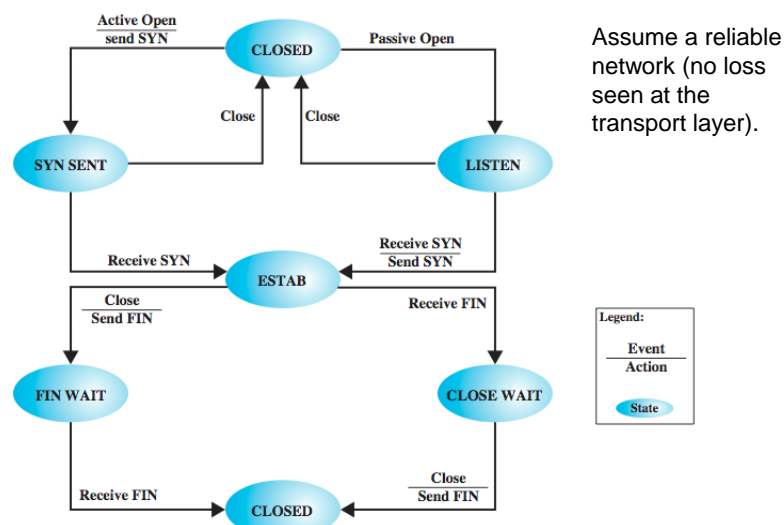 Active Open
send SYN
CLOSED
Passive Open
Assume a reliable
network (no loss
seen at the
transport layer).
Close
Close
SYN SENT
LISTEN
Receive SYN
Receive SYN
Send SYN
ESTAB
Close
Send FIN
Receive FIN
Legend:
Event
Action
State
FIN WAIT
CLOSE WAIT
Receive FIN
Close
Send FIN
CLOSED